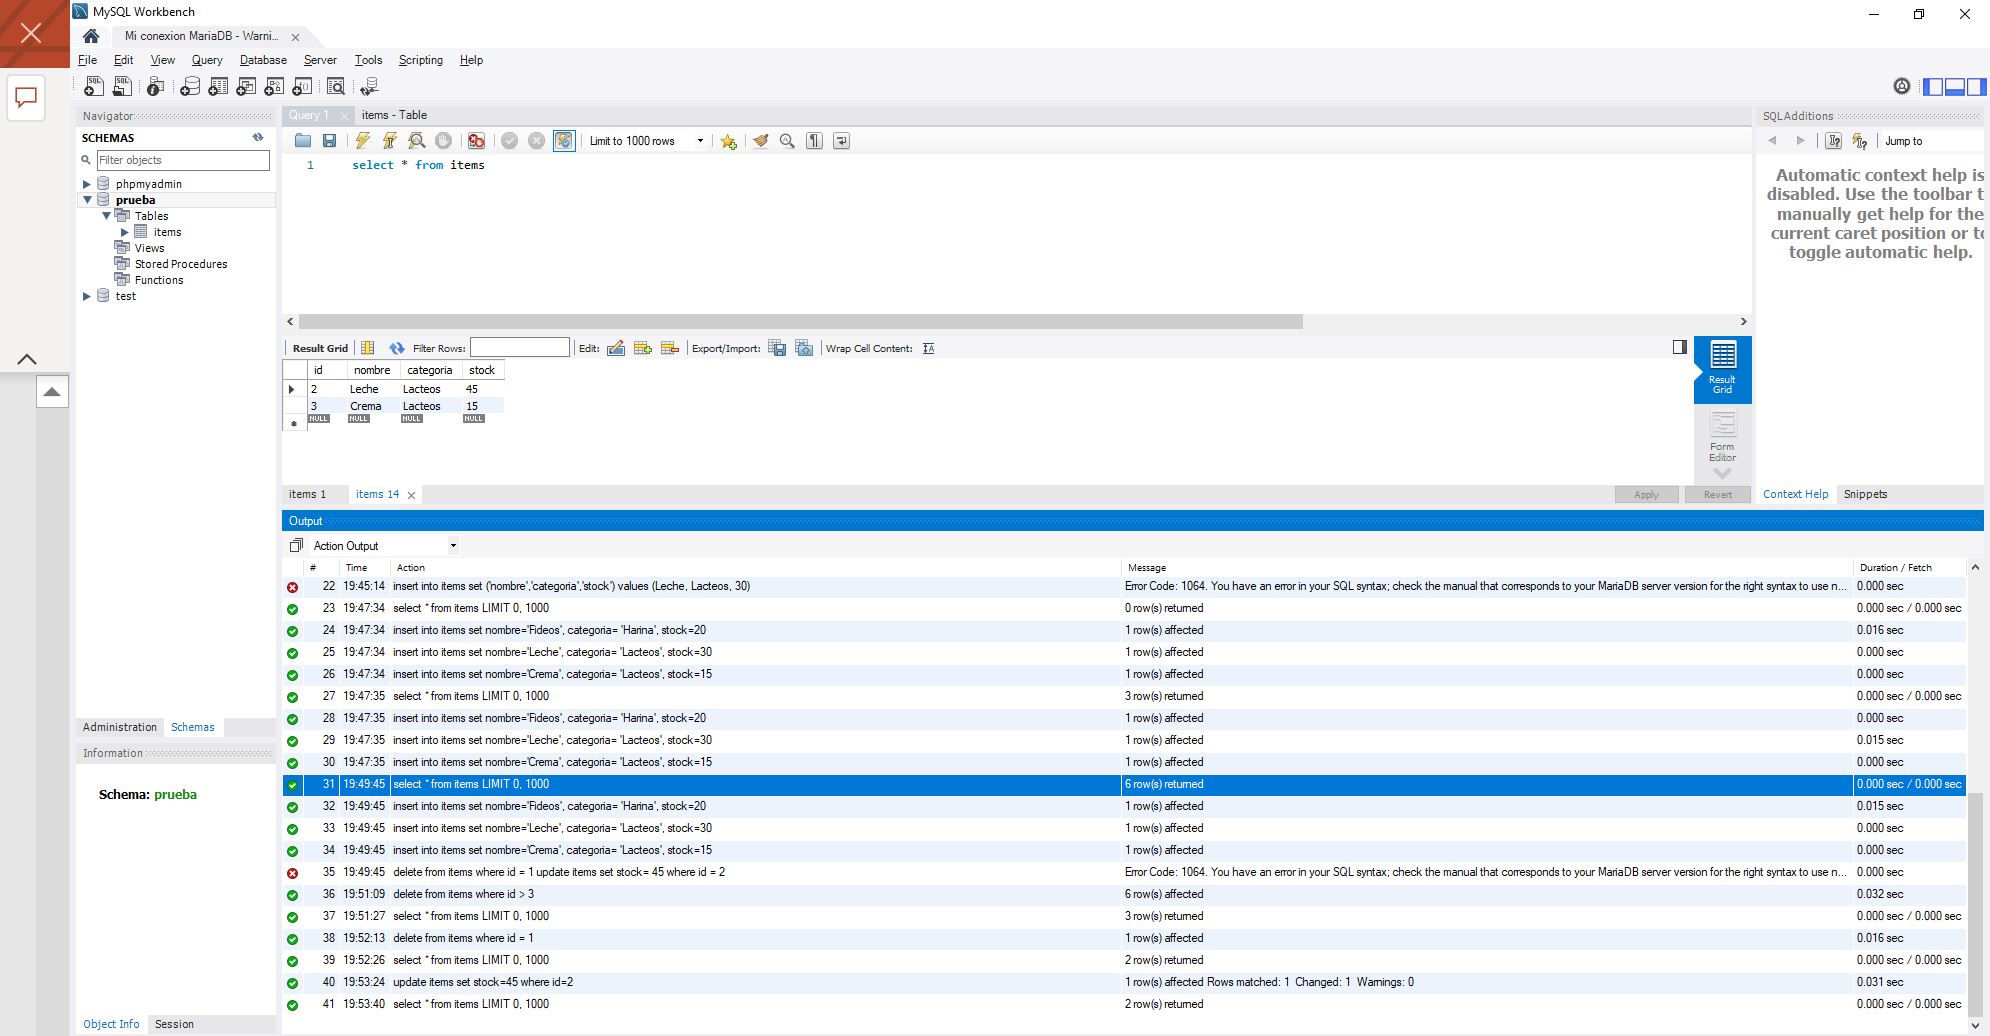 MySQL Workbench
Mi conexion MariaDB - Warni...
File Edit View Query Database Server Tools Scripting Help
Navigator
SCHEMAS
Filter objects
phpmyadmin
prueba
Tables
items
Views
Stored Procedures
Functions
test
Administration Schemas
Information
Schema: prueba
Object Info Session
Query 1 items - Table
Limit to 1000 rows
1 select * from items
Result Grid Filter Rows: Edit: Export/Import: Wrap Cell Content:
id nombre categoria stock
2 Leche Lacteos 45
3 Crema Lacteos 15
NULL NULL NULL NULL
Result
Grid
Form
Editor
items 1 items 14 Apply Revert
SQLAdditions
Jump to
Automatic context help is
disabled. Use the toolbar t
manually get help for the
current caret position or to
toggle automatic help.
Context Help Snippets
Output
Action Output
# Time Action Message Duration / Fetch
22 19:45:14 insert into items set ('nombre','categoria','stock') values (Leche, Lacteos, 30) Error Code: 1064. You have an error in your SQL syntax; check the manual that corresponds to your MariaDB server version for the right syntax to use n... 0.000 sec
23 19:47:34 select * from items LIMIT 0, 1000 0 row(s) returned 0.000 sec / 0.000 sec
24 19:47:34 insert into items set nombre='Fideos', categoria= 'Harina', stock=20 1 row(s) affected 0.016 sec
25 19:47:34 insert into items set nombre='Leche', categoria= 'Lacteos', stock=30 1 row(s) affected 0.000 sec
26 19:47:34 insert into items set nombre='Crema', categoria= 'Lacteos', stock=15 1 row(s) affected 0.000 sec
27 19:47:35 select * from items LIMIT 0, 1000 3 row(s) returned 0.000 sec / 0.000 sec
28 19:47:35 insert into items set nombre='Fideos', categoria= 'Harina', stock=20 1 row(s) affected 0.000 sec
29 19:47:35 insert into items set nombre='Leche', categoria= 'Lacteos', stock=30 1 row(s) affected 0.015 sec
30 19:47:35 insert into items set nombre='Crema', categoria= 'Lacteos', stock=15 1 row(s) affected 0.000 sec
31 19:49:45 select * from items LIMIT 0, 1000 6 row(s) returned 0.000 sec / 0.000 sec
32 19:49:45 insert into items set nombre='Fideos', categoria= 'Harina', stock=20 1 row(s) affected 0.015 sec
33 19:49:45 insert into items set nombre='Leche', categoria= 'Lacteos', stock=30 1 row(s) affected 0.000 sec
34 19:49:45 insert into items set nombre='Crema', categoria= 'Lacteos', stock=15 1 row(s) affected 0.000 sec
35 19:49:45 delete from items where id = 1 update items set stock= 45 where id = 2 Error Code: 1064. You have an error in your SQL syntax; check the manual that corresponds to your MariaDB server version for the right syntax to use n... 0.000 sec
36 19:51:09 delete from items where id > 3 6 row(s) affected 0.032 sec
37 19:51:27 select * from items LIMIT 0, 1000 3 row(s) returned 0.000 sec / 0.000 sec
38 19:52:13 delete from items where id = 1 1 row(s) affected 0.016 sec
39 19:52:26 select * from items LIMIT 0, 1000 2 row(s) returned 0.000 sec / 0.000 sec
40 19:53:24 update items set stock=45 where id=2 1 row(s) affected Rows matched: 1 Changed: 1 Warnings: 0 0.031 sec
41 19:53:40 select * from items LIMIT 0, 1000 2 row(s) returned 0.000 sec / 0.000 sec